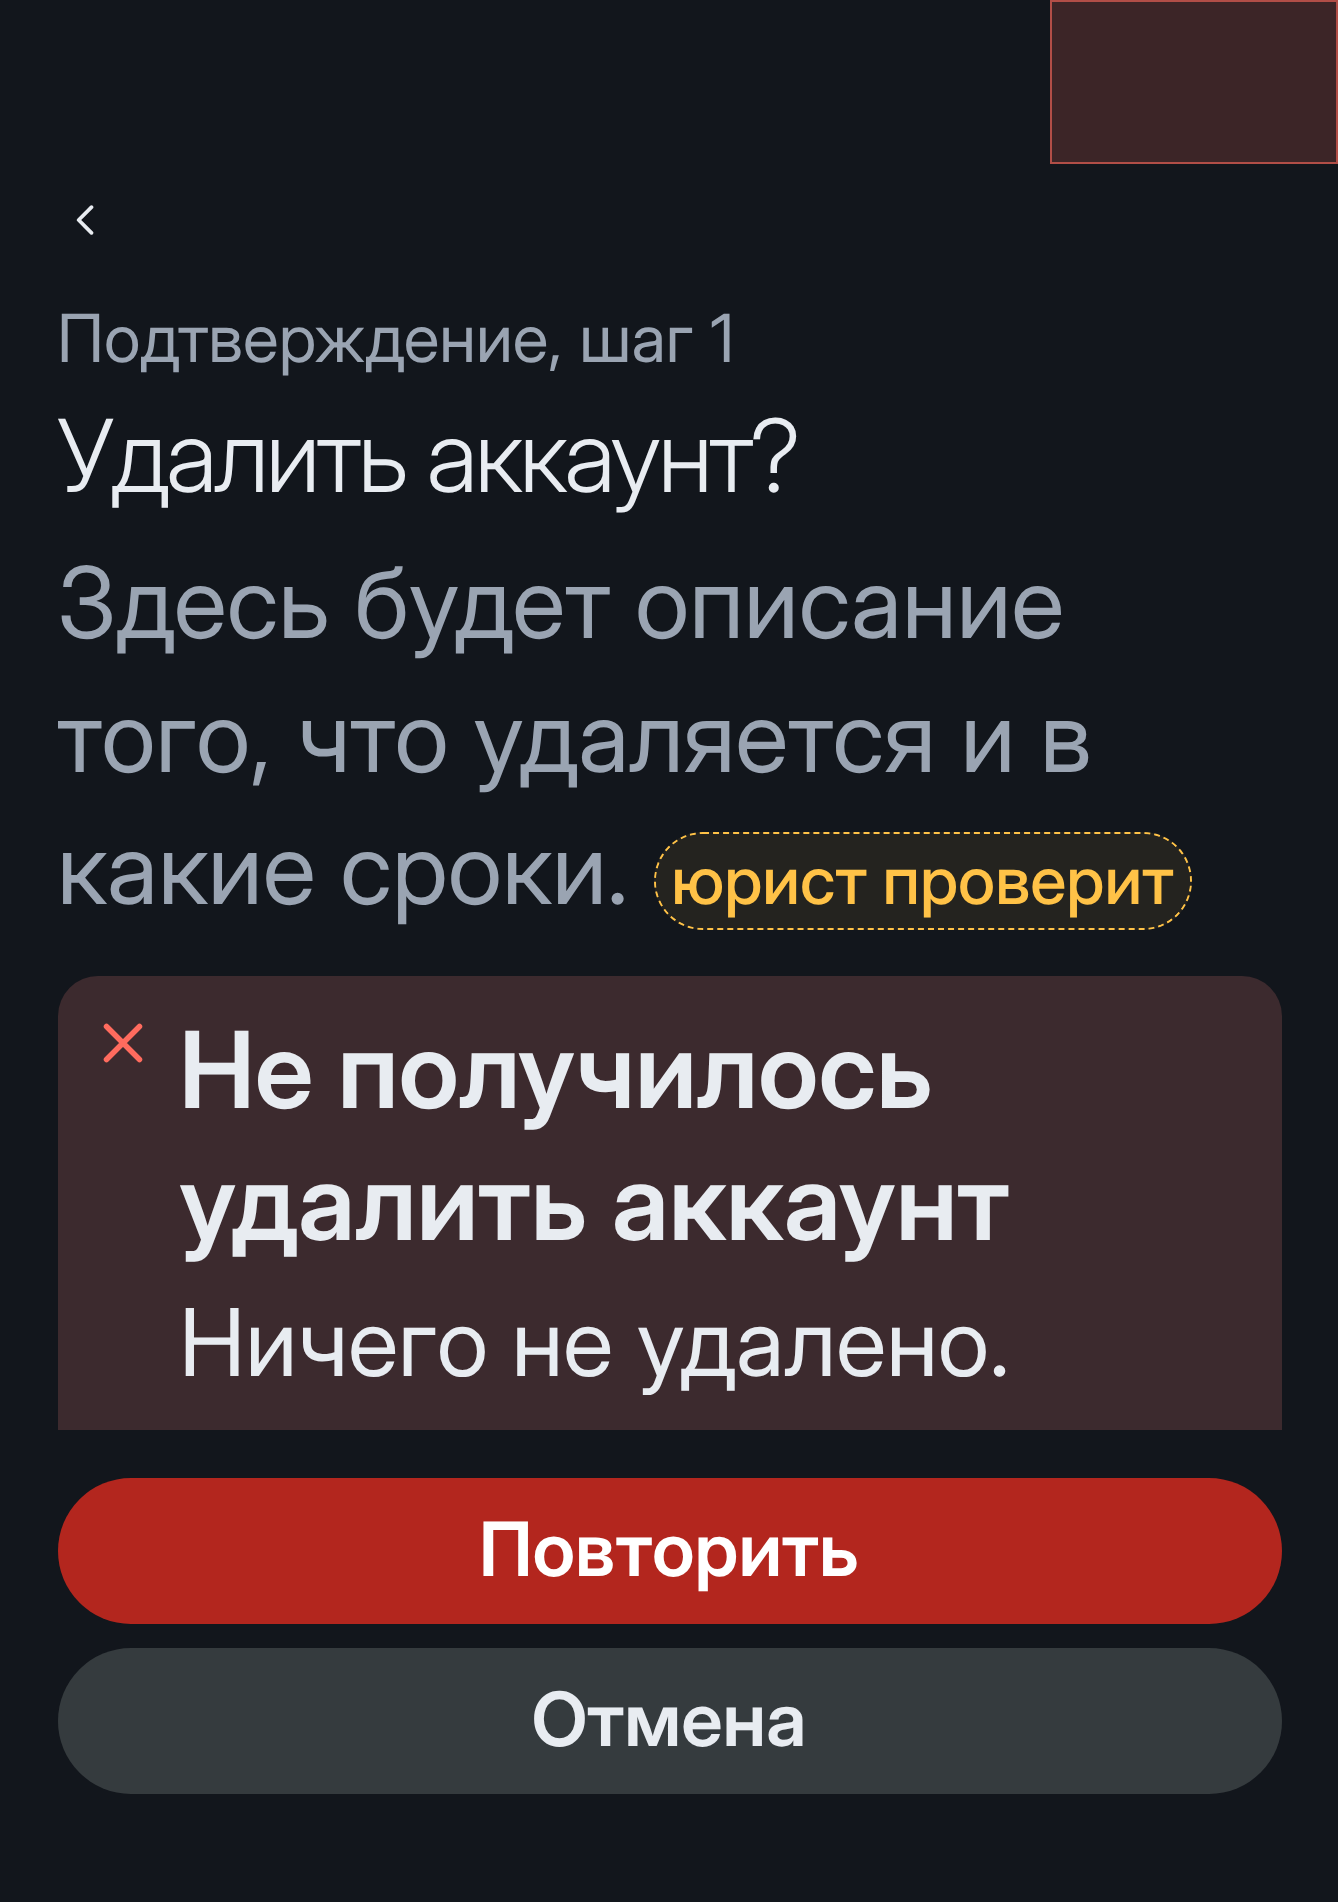 Подтверждение, шаг 1
Удалить аккаунт?
Здесь будет описание
того, что удаляется и в
какие сроки. юрист проверит
Не получилось
удалить аккаунт
Ничего не удалено.
Повторить
Отмена